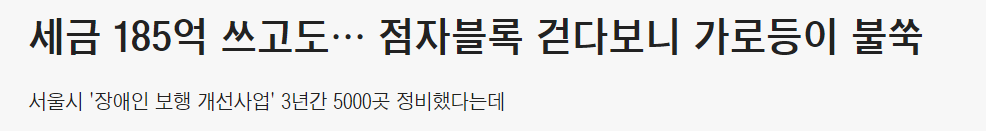 세금 185억 쓰고도… 점자블록 걷다보니 가로등이 불쑥
서울시 '장애인 보행 개선사업' 3년간 5000곳 정비했다는데